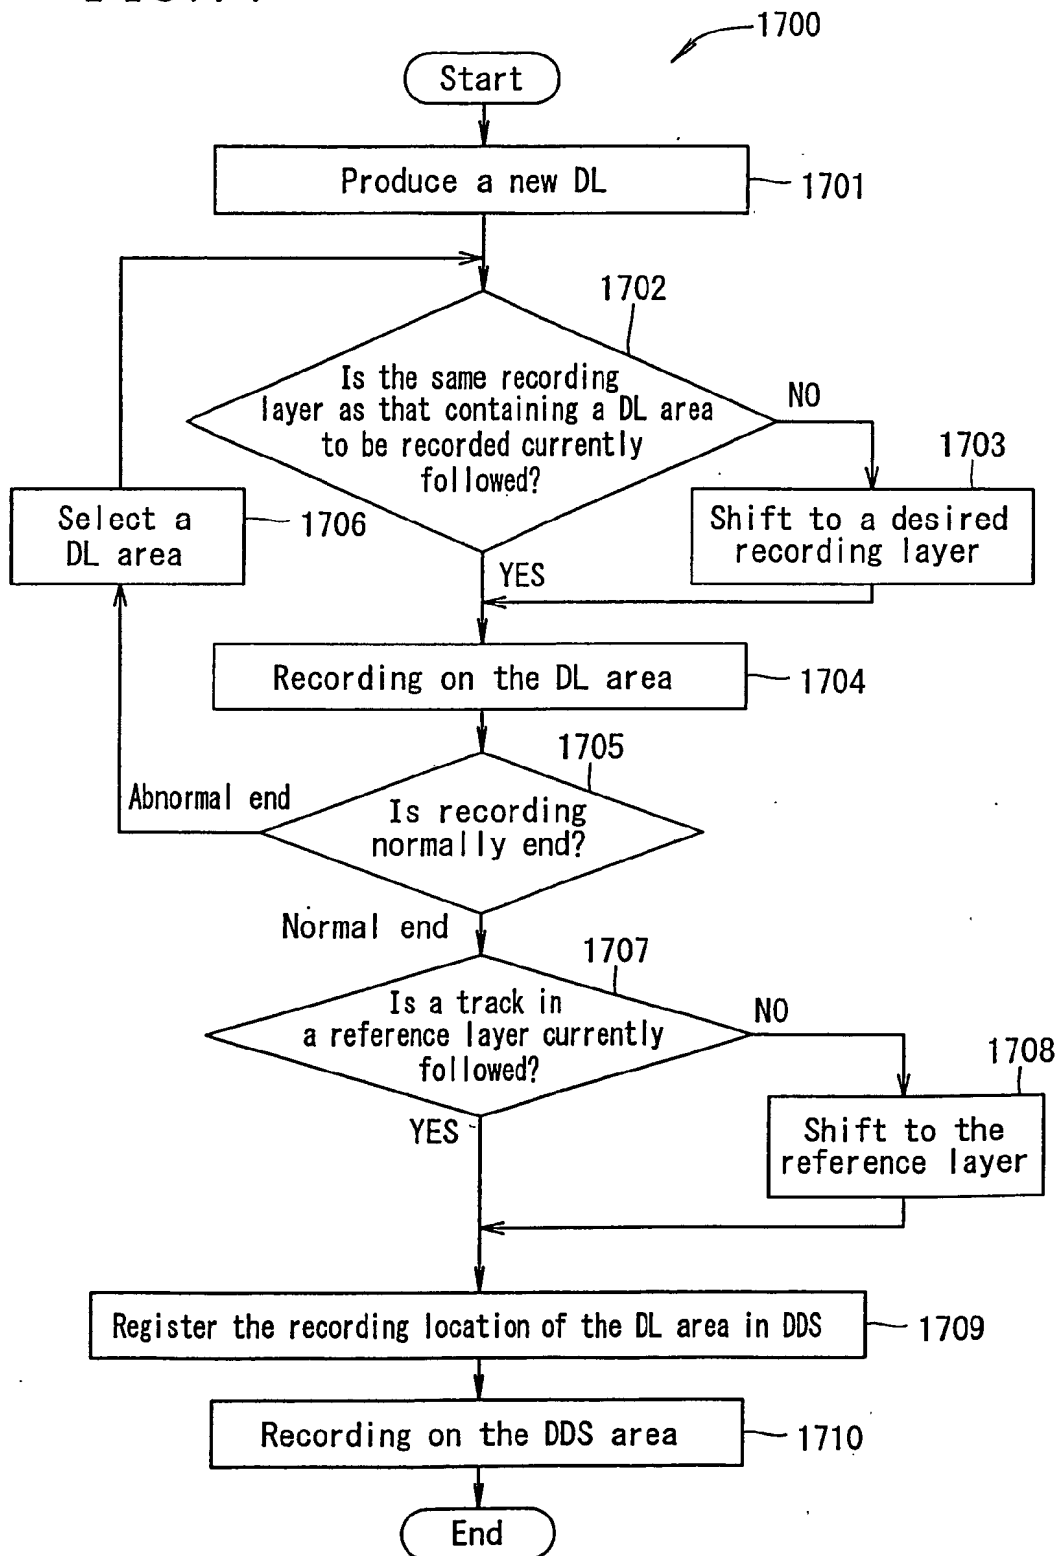 1700
Start
Produce a new DL
1701
1702
Is the same recording
layer as that containing a DL area
to be recorded currently
followed?
NO
1703
Select a
DL area
1706
Shift to a desired
recording layer
YES
Recording on the DL area
1704
1705
Abnormal end
Is recording
normally end?
Normal end
1707
Is a track in
a reference layer currently
followed?
NO
1708
YES
Shift to the
reference layer
Register the recording location of the DL area in DDS
1709
Recording on the DDS area
1710
End